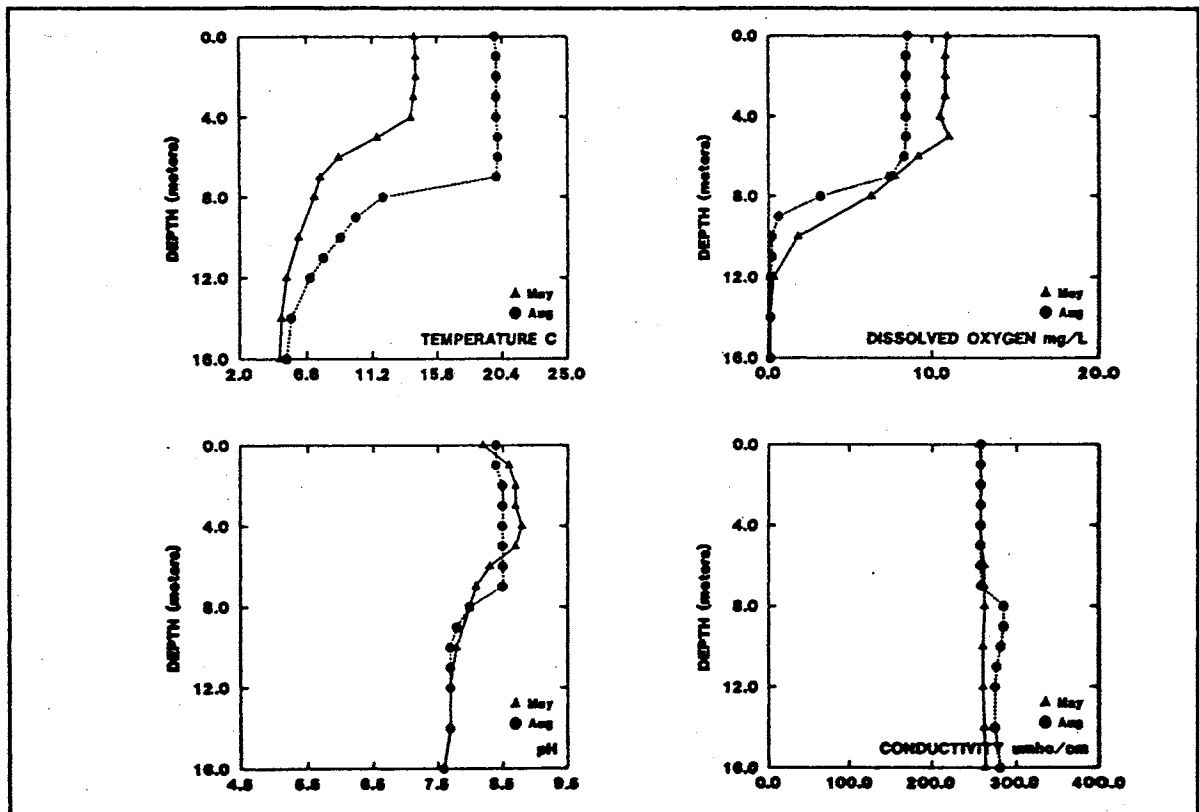 0.0
4.0
8.0
12.0
16.0
DEPTH (meters)
May
Aug
TEMPERATURE C
2.0 6.6 11.2 15.8 20.4 25.0
0.0
4.0
8.0
12.0
16.0
DEPTH (meters)
May
Aug
DISSOLVED OXYGEN mg/L
0.0 10.0 20.0
0.0
4.0
8.0
12.0
16.0
DEPTH (meters)
May
Aug
pH
4.5 5.5 6.5 7.5 8.5 9.5
0.0
4.0
8.0
12.0
16.0
DEPTH (meters)
May
Aug
CONDUCTIVITY umho/cm
0.0 100.0 200.0 300.0 400.0